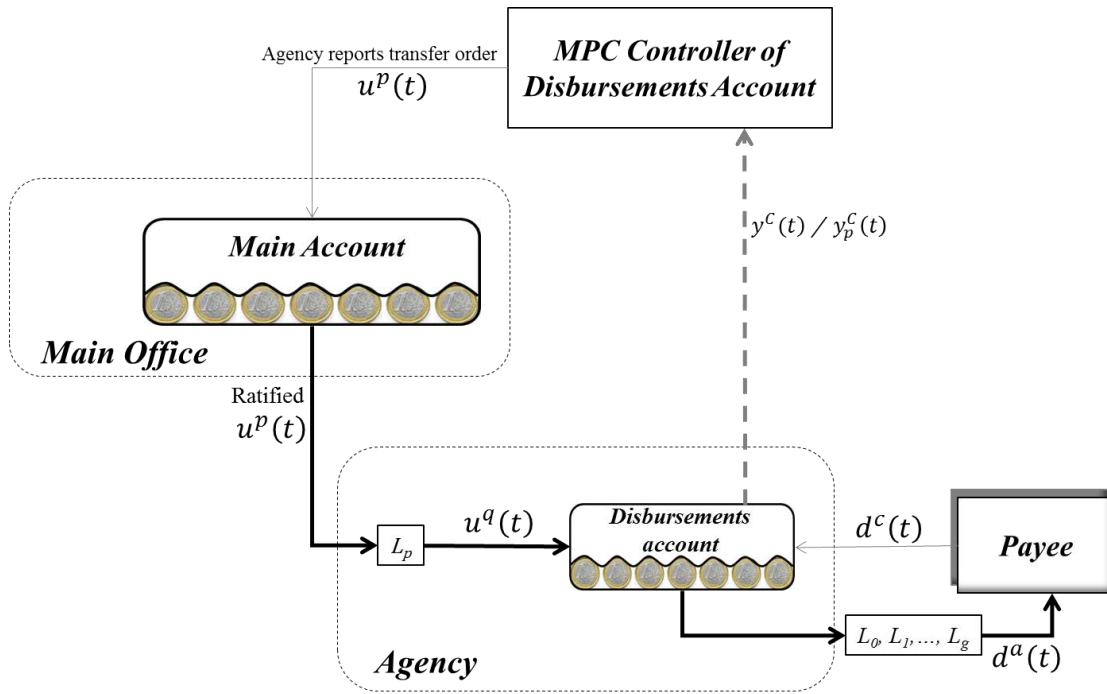 MPC Controller of
Disbursements Account
Agency reports transfer order
u^p(t)
y^C(t) / y_p^C(t)
Main Account
Main Office
Ratified
u^p(t)
L_p
u^q(t)
Disbursements
account
d^c(t)
Payee
L_0, L_1,..., L_g
d^a(t)
Agency